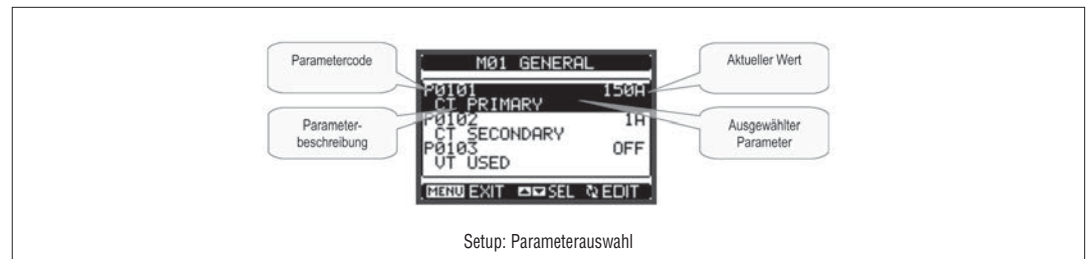 Parametercode
Parameter-
beschreibung
M01 GENERAL
P0101 150A
CT PRIMARY
P0102 1A
CT SECONDARY
P0103 OFF
VT USED
MENU EXIT ▲▼ SEL ↻ EDIT
Aktueller Wert
Ausgewählter
Parameter
Setup: Parameterauswahl